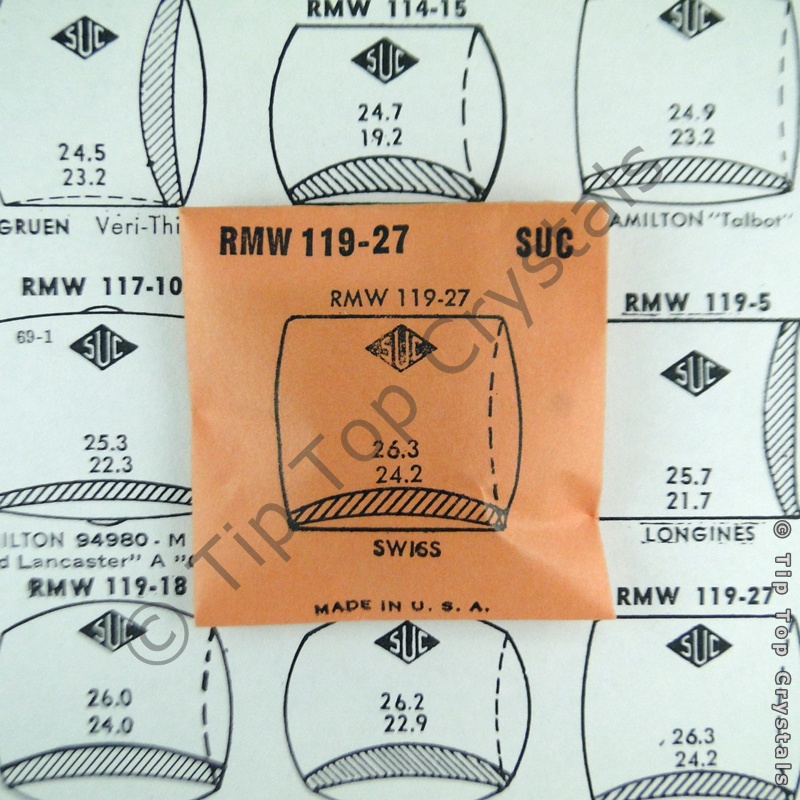 RMW 114-15
SUC
SUC
SUC
24.5
23.2
24.7
19.2
24.9
23.2
GRUEN Veri-Thi
AMILTON "Talbot"
RMW 117-10
69-1
SUC
25.3
22.3
ILTON 94980-M
d Lancaster" A "
RMW 119-27 SUC
RMW 119-27
SUC
26.3
24.2
SW16S
MADE IN U. S. A.
RMW 119-5
SUC
25.7
21.7
LONGINES
RMW 119-18
SUC
26.0
24.0
SUC
26.2
22.9
RMW 119-27
SUC
26.3
24.2
© Tip Top Crystals
© Tip Top Crystals